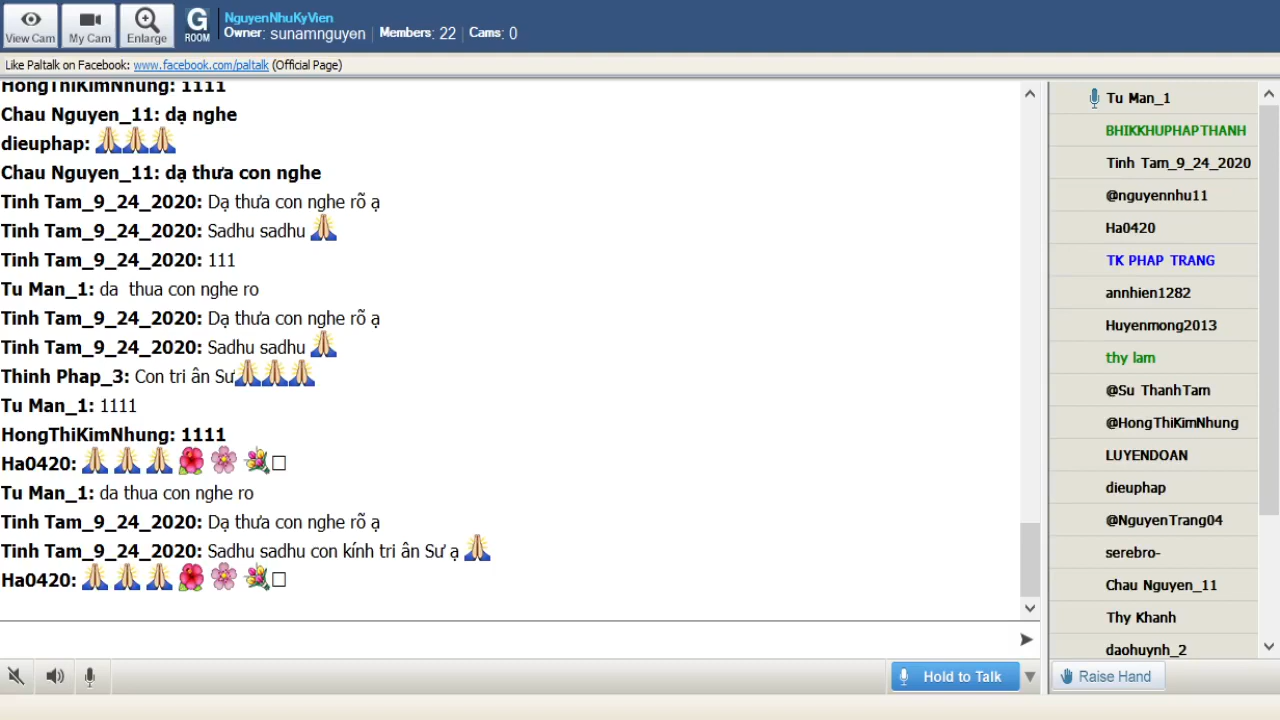 View Cam
My Cam
Enlarge
G
ROOM
NguyenNhuKyVien
Owner: sunamnguyen | Members: 22 | Cams: 0
Like Paltalk on Facebook: www.facebook.com/paltalk (Official Page)
HongThiKimNhung: 1111
Chau Nguyen_11: dạ nghe
dieuphap: 🙏🙏🙏
Chau Nguyen_11: dạ thưa con nghe
Tinh Tam_9_24_2020: Dạ thưa con nghe rõ ạ
Tinh Tam_9_24_2020: Sadhu sadhu 🙏
Tinh Tam_9_24_2020: 111
Tu Man_1: da  thua con nghe ro
Tinh Tam_9_24_2020: Dạ thưa con nghe rõ ạ
Tinh Tam_9_24_2020: Sadhu sadhu 🙏
Thinh Phap_3: Con tri ân Sư🙏🙏🙏
Tu Man_1: 1111
HongThiKimNhung: 1111
Ha0420: 🙏 🙏 🙏 🌺 🌸 💐□
Tu Man_1: da thua con nghe ro
Tinh Tam_9_24_2020: Dạ thưa con nghe rõ ạ
Tinh Tam_9_24_2020: Sadhu sadhu con kính tri ân Sư ạ 🙏
Ha0420: 🙏 🙏 🙏 🌺 🌸 💐□
Tu Man_1
BHIKKHUPHAPTHANH
Tinh Tam_9_24_2020
@nguyennhu11
Ha0420
TK PHAP TRANG
annhien1282
Huyenmong2013
thy lam
@Su ThanhTam
@HongThiKimNhung
LUYENDOAN
dieuphap
@NguyenTrang04
serebro-
Chau Nguyen_11
Thy Khanh
daohuynh_2
Hold to Talk
Raise Hand